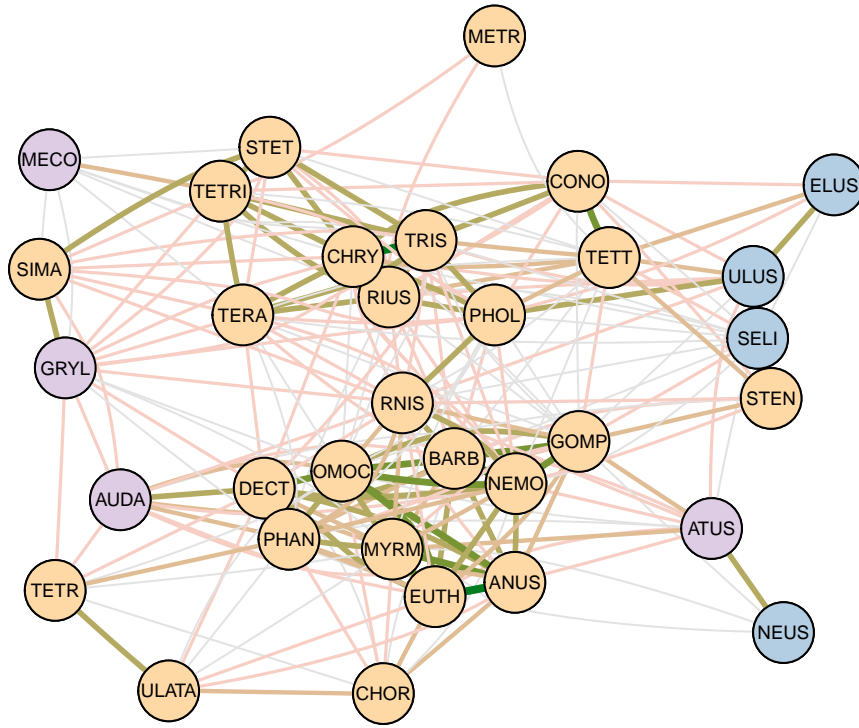 METR
STET
MECO
TETRI
CONO
ELUS
TRIS
CHRY
TETT
SIMA
ULUS
RIUS
TERA
PHOL
SELI
GRYL
STEN
RNIS
GOMP
BARB
OMOC
NEMO
DECT
AUDA
ATUS
PHAN
MYRM
ANUS
TETR
EUTH
NEUS
ULATA
CHOR